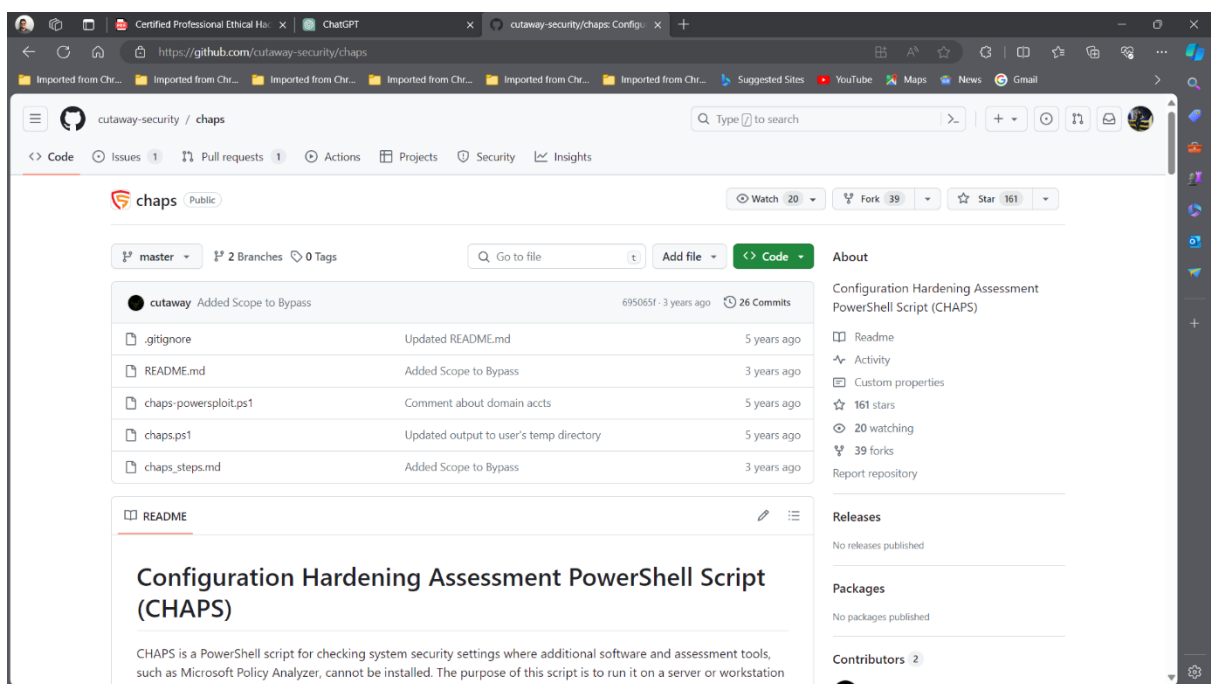 Certified Professional Ethical Hac
ChatGPT
cutaway-security/chaps: Configu
https://github.com/cutaway-security/chaps
Imported from Chr... Imported from Chr... Imported from Chr... Imported from Chr... Imported from Chr... Imported from Chr... Suggested Sites YouTube Maps News Gmail
cutaway-security / chaps
Type / to search
Code Issues 1 Pull requests 1 Actions Projects Security Insights
chaps Public
Watch 20 Fork 39 Star 161
master 2 Branches 0 Tags
Go to file t Add file Code
cutaway Added Scope to Bypass 695065f · 3 years ago 26 Commits
.gitignore Updated README.md 5 years ago
README.md Added Scope to Bypass 3 years ago
chaps-powersploit.ps1 Comment about domain accts 5 years ago
chaps.ps1 Updated output to user's temp directory 5 years ago
chaps_steps.md Added Scope to Bypass 3 years ago
README
Configuration Hardening Assessment PowerShell Script
(CHAPS)
CHAPS is a PowerShell script for checking system security settings where additional software and assessment tools,
such as Microsoft Policy Analyzer, cannot be installed. The purpose of this script is to run it on a server or workstation
About
Configuration Hardening Assessment
PowerShell Script (CHAPS)
Readme
Activity
Custom properties
161 stars
20 watching
39 forks
Report repository
Releases
No releases published
Packages
No packages published
Contributors 2